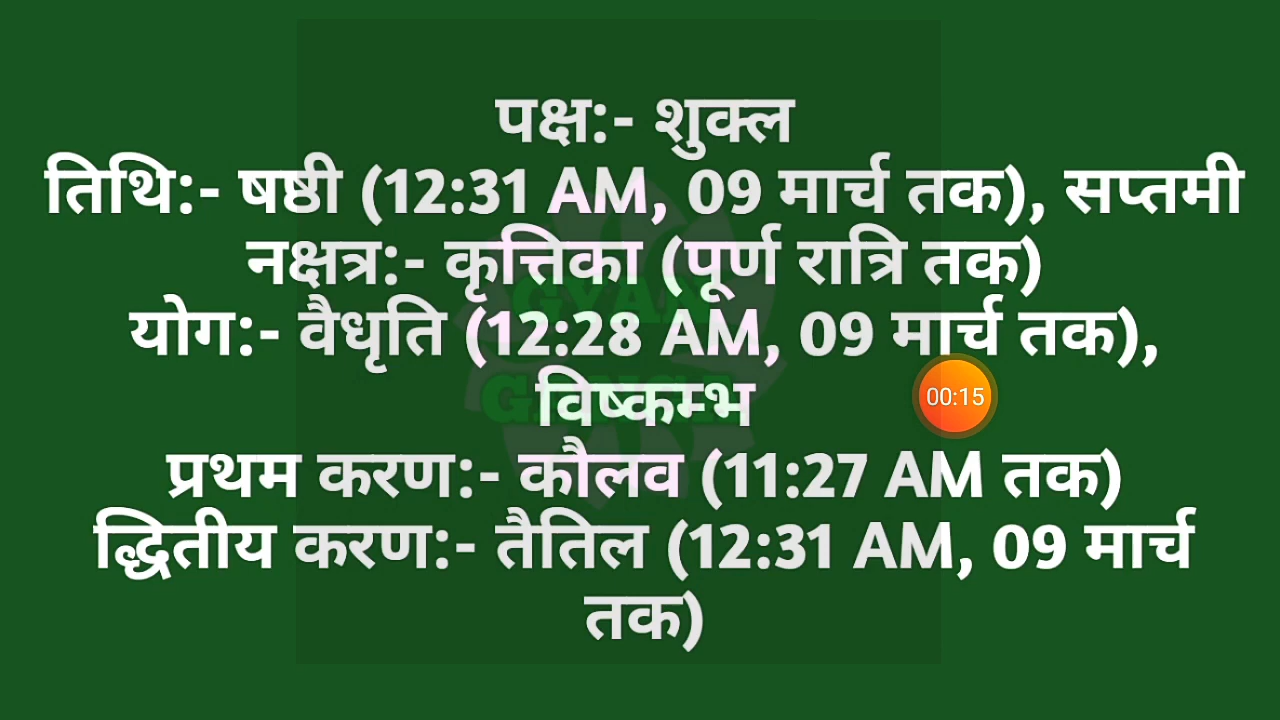 पक्ष:- शुक्ल
तिथि:- षष्ठी (12:31 AM, 09 मार्च तक), सप्तमी
नक्षत्र:- कृत्तिका (पूर्ण रात्रि तक)
योग:- वैधृति (12:28 AM, 09 मार्च तक),
विष्कम्भ
00:15
प्रथम करण:- कौलव (11:27 AM तक)
द्धितीय करण:- तैतिल (12:31 AM, 09 मार्च
तक)